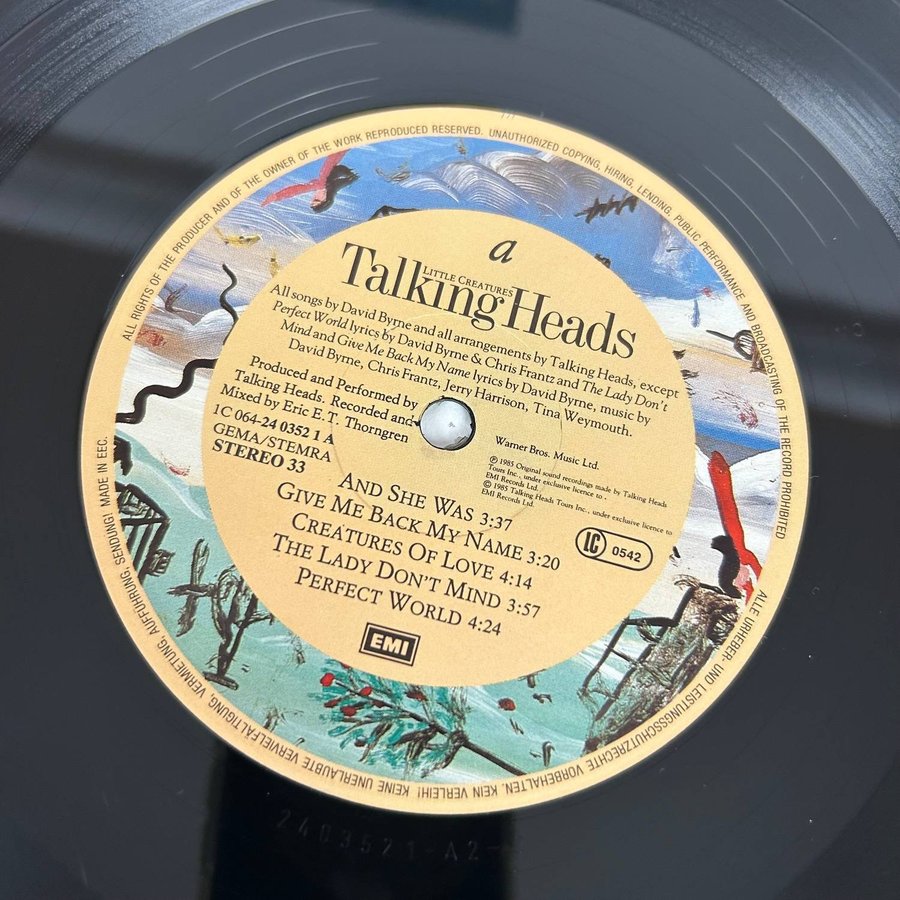 ALL RIGHTS OF THE PRODUCER AND OF THE OWNER OF THE WORK REPRODUCED RESERVED. UNAUTHORIZED COPYING, HIRING, LENDING, PUBLIC PERFORMANCE AND BROADCASTING OF THE RECORD PROHIBITED
a
LITTLE CREATURES
Talking Heads
All songs by David Byrne and all arrangements by Talking Heads, except
Perfect World lyrics by David Byrne & Chris Frantz and The Lady Don't
Mind and Give Me Back My Name lyrics by David Byrne, music by
David Byrne, Chris Frantz, Jerry Harrison, Tina Weymouth.
Produced and Performed by
Talking Heads. Recorded and
Mixed by Eric E. T. Thorngren
1C 064-24 0352 1 A
GEMA/STEMRA
STEREO 33
Warner Bros. Music Ltd.
℗ 1985 Original sound recordings made by Talking Heads
Tours Inc., under exclusive licence to
EMI Records Ltd.
© 1985 Talking Heads Tours Inc., under exclusive licence to
EMI Records Ltd.
AND SHE WAS 3:37
GIVE ME BACK MY NAME 3:20
CREATURES OF LOVE 4:14
THE LADY DON'T MIND 3:57
PERFECT WORLD 4:24
LC 0542
EMI
ALLE URHEBER- UND LEISTUNGSSCHUTZRECHTE VORBEHALTEN. KEIN VERLEIH! KEINE UNERLAUBTE VERVIELFÄLTIGUNG, VERMIETUNG, AUFFÜHRUNG, SENDUNG! MADE IN EEC.
2403521-A2-